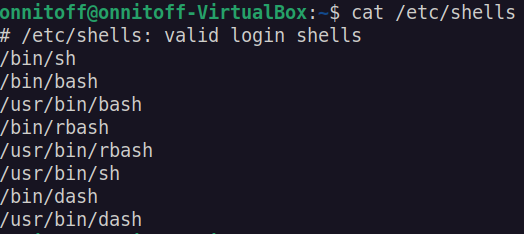 onnitoff@onnitoff-VirtualBox:~$ cat /etc/shells
# /etc/shells: valid login shells
/bin/sh
/bin/bash
/usr/bin/bash
/bin/rbash
/usr/bin/rbash
/usr/bin/sh
/bin/dash
/usr/bin/dash